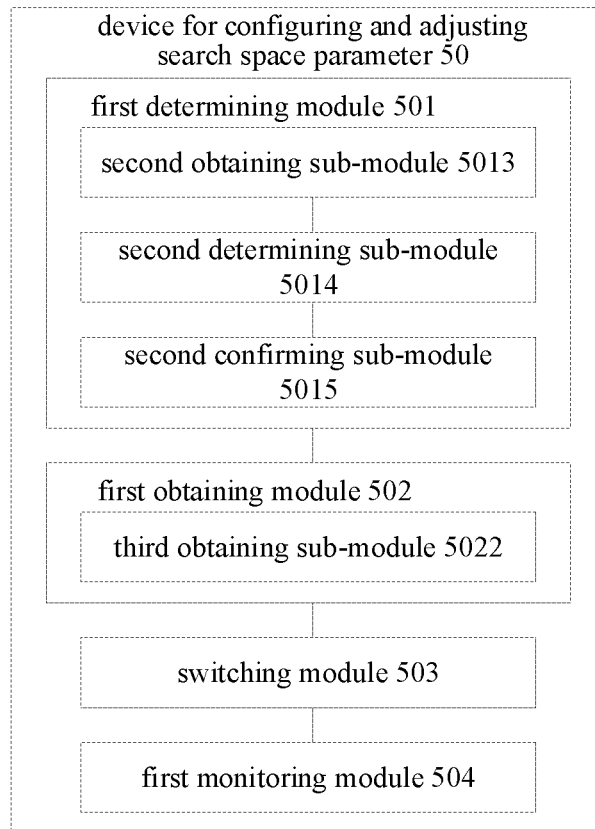 device for configuring and adjusting
search space parameter 50
first determining module 501
second obtaining sub-module 5013
second determining sub-module
5014
second confirming sub-module
5015
first obtaining module 502
third obtaining sub-module 5022
switching module 503
first monitoring module 504